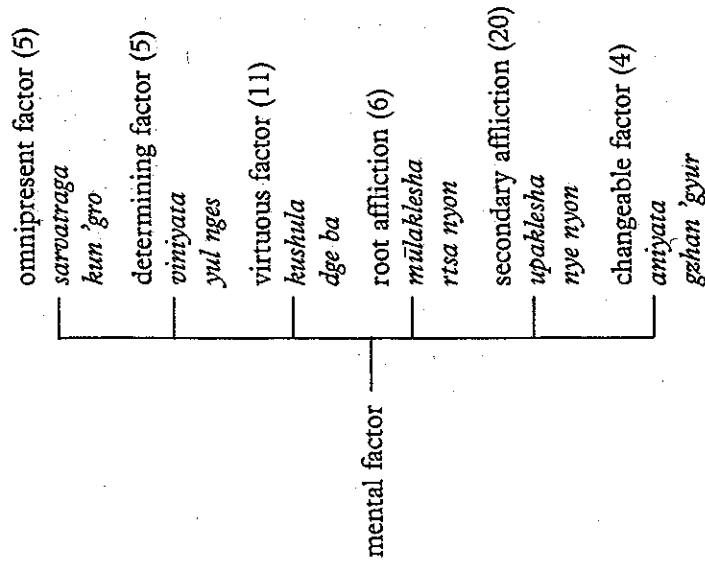 mental factor
omnipresent factor (5)
sarvatraga
kun 'gro
determining factor (5)
viniyata
yul nges
virtuous factor (11)
kushula
dge ba
root affliction (6)
mūlaklesha
rtsa nyon
secondary affliction (20)
upaklesha
nye nyon
changeable factor (4)
aniyata
gzhan 'gyur